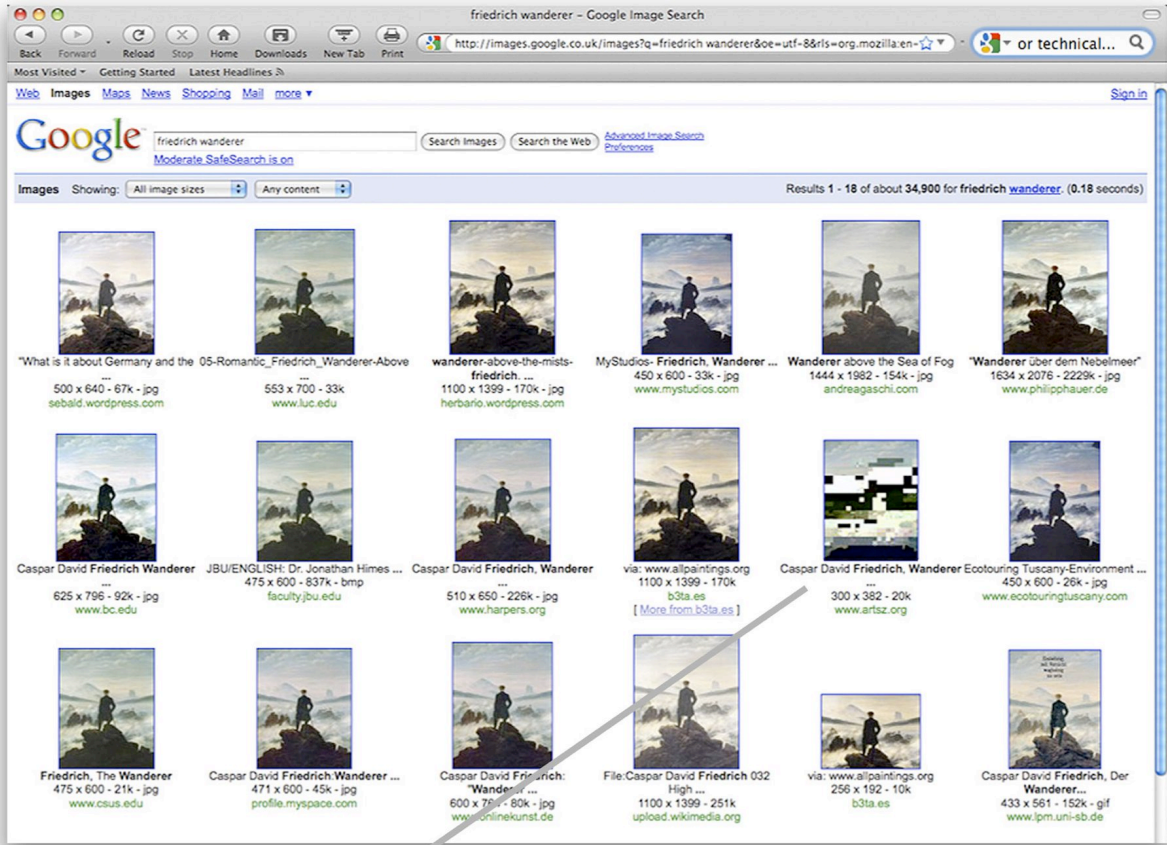 friedrich wanderer – Google Image Search
Back Forward Reload Stop Home Downloads New Tab Print
http://images.google.co.uk/images?q=friedrich wanderer&oe=utf-8&rls=org.mozilla:en-
or technical...
Most Visited Getting Started Latest Headlines
Web Images Maps News Shopping Mail more ▼ Sign in
Google friedrich wanderer Search Images Search the Web Advanced Image Search
Preferences
Moderate SafeSearch is on
Images Showing: All image sizes Any content Results 1 - 18 of about 34,900 for friedrich wanderer. (0.18 seconds)
"What is it about Germany and the
...
500 x 640 - 67k - jpg
sebald.wordpress.com
05-Romantic_Friedrich_Wanderer-Above
...
553 x 700 - 33k
www.luc.edu
wanderer-above-the-mists-
friedrich. ...
1100 x 1399 - 170k - jpg
herbario.wordpress.com
MyStudios- Friedrich, Wanderer ...
450 x 600 - 33k - jpg
www.mystudios.com
Wanderer above the Sea of Fog
1444 x 1982 - 154k - jpg
andreagaschi.com
"Wanderer über dem Nebelmeer"
1634 x 2076 - 2229k - jpg
www.philipphauer.de
Caspar David Friedrich Wanderer
...
625 x 796 - 92k - jpg
www.bc.edu
JBU/ENGLISH: Dr. Jonathan Himes ...
475 x 600 - 837k - bmp
faculty.jbu.edu
Caspar David Friedrich, Wanderer
...
510 x 650 - 226k - jpg
www.harpers.org
via: www.allpaintings.org
1100 x 1399 - 170k
b3ta.es
[ More from b3ta.es ]
Caspar David Friedrich, Wanderer
...
300 x 382 - 20k
www.artsz.org
Ecotouring Tuscany-Environment ...
450 x 600 - 26k - jpg
www.ecotouringtuscany.com
Friedrich, The Wanderer
475 x 600 - 21k - jpg
www.csus.edu
Caspar David Friedrich:Wanderer ...
471 x 600 - 45k - jpg
profile.myspace.com
Caspar David Friedrich:
"Wanderer ...
600 x - 80k - jpg
www.onlinekunst.de
File:Caspar David Friedrich 032
High ...
1100 x 1399 - 251k
upload.wikimedia.org
via: www.allpaintings.org
256 x 192 - 10k
b3ta.es
Caspar David Friedrich, Der
Wanderer...
433 x 561 - 152k - gif
www.lpm.uni-sb.de